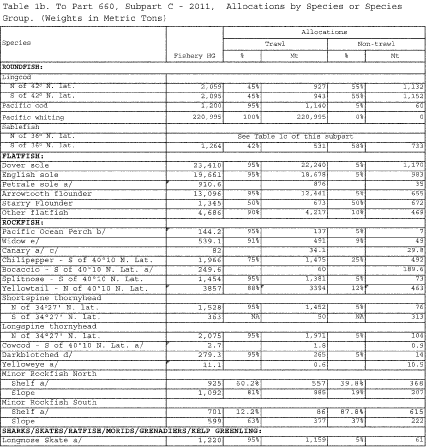 Table 1b. To Part 660, Subpart C - 2011, Allocations by Species or Species
Group. (Weights in Metric Tons)
Allocations
Species Trawl Non-trawl
Fishery HG % Mt % Mt
ROUNDFISH:
Lingcod
N of 42° N. lat. 2,059 45% 927 55% 1,132
S of 42° N. lat. 2,095 45% 943 55% 1,152
Pacific cod 1,200 95% 1,140 5% 60
Pacific whiting 220,995 100% 220,995 0% 0
Sablefish
N of 36° N. lat. See Table 1c of this subpart
S of 36° N. lat. 1,264 42% 531 58% 733
FLATFISH:
Dover sole 23,410 95% 22,240 5% 1,170
English sole 19,661 95% 18,678 5% 983
Petrale sole a/ 910.6 876 35
Arrowtooth flounder 13,096 95% 12,441 5% 655
Starry Flounder 1,345 50% 673 50% 672
Other flatfish 4,686 90% 4,217 10% 469
ROCKFISH:
Pacific Ocean Perch b/ 144.2 95% 137 5% 7
Widow e/ 539.1 91% 491 9% 49
Canary a/ c/ 82 34.1 29.8
Chilipepper - S of 40°10 N. Lat. 1,966 75% 1,475 25% 492
Bocaccio - S of 40°10 N. Lat. a/ 249.6 60 189.6
Splitnose - S of 40°10 N. Lat. 1,454 95% 1,381 5% 73
Yellowtail - N of 40°10 N. Lat. 3857 88% 3394 12% 463
Shortspine thornyhead
N of 34°27' N. lat. 1,528 95% 1,452 5% 76
S of 34°27' N. lat. 363 NA 50 NA 313
Longspine thornyhead
N of 34°27' N. lat. 2,075 95% 1,971 5% 104
Cowcod - S of 40°10 N. Lat. a/ 2.7 1.8 0.9
Darkblotched d/ 279.3 95% 265 5% 14
Yelloweye a/ 11.1 0.6 10.5
Minor Rockfish North
Shelf a/ 925 60.2% 557 39.8% 368
Slope 1,092 81% 885 19% 207
Minor Rockfish South
Shelf a/ 701 12.2% 86 87.8% 615
Slope 599 63% 377 37% 222
SHARKS/SKATES/RATFISH/MORIDS/GRENADIERS/KELP GREENLING:
Longnose Skate a/ 1,220 95% 1,159 5% 61